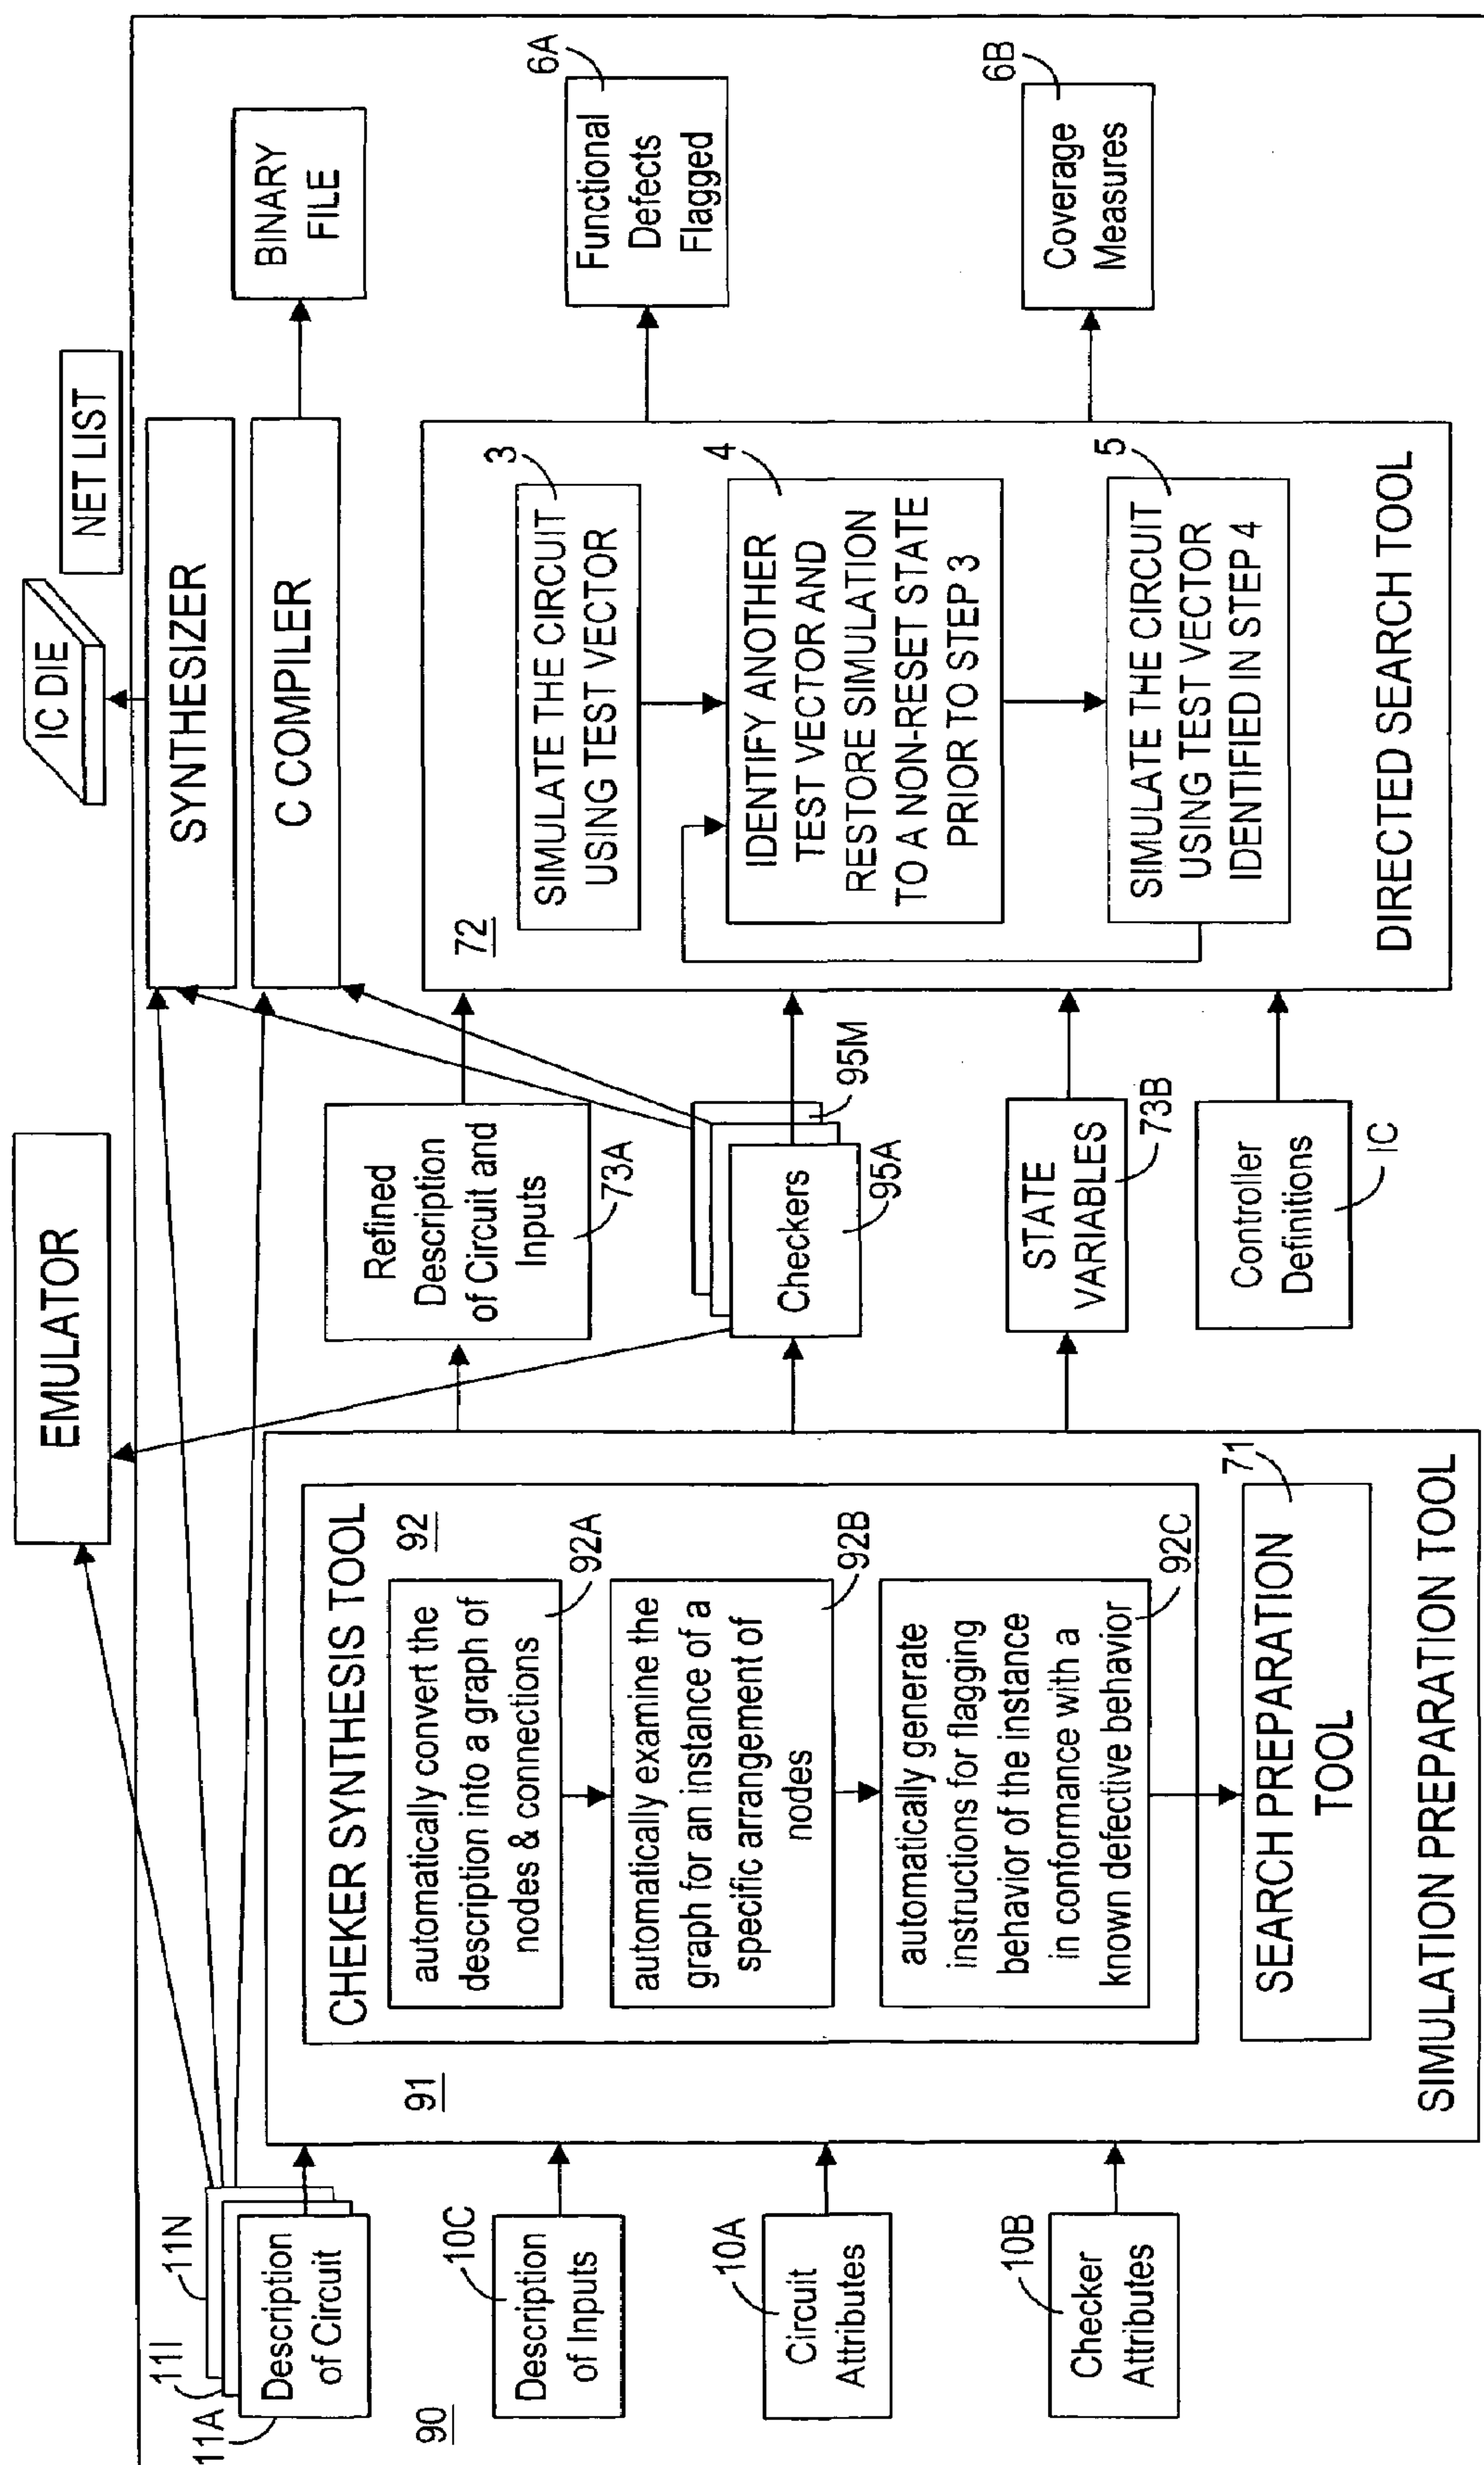 EMULATOR
IC DIE
NET LIST
SYNTHESIZER
C COMPILER
BINARY
FILE
11N
11I
11A
Description
of Circuit
10C
Description
of Inputs
10A
Circuit
Attributes
10B
Checker
Attributes
90
91
CHEKER SYNTHESIS TOOL
92
automatically convert the
description into a graph of
nodes & connections
92A
automatically examine the
graph for an instance of a
specific arrangement of
nodes
92B
automatically generate
instructions for flagging
behavior of the instance
in conformance with a
known defective behavior
92C
SEARCH PREPARATION
TOOL
71
SIMULATION PREPARATION TOOL
Refined
Description
of Circuit and
Inputs
73A
Checkers
95M
95A
STATE
VARIABLES
73B
Controller
Definitions
IC
72
SIMULATE THE CIRCUIT
USING TEST VECTOR
3
IDENTIFY ANOTHER
TEST VECTOR AND
RESTORE SIMULATION
TO A NON-RESET STATE
PRIOR TO STEP 3
4
SIMULATE THE CIRCUIT
USING TEST VECTOR
IDENTIFIED IN STEP 4
5
DIRECTED SEARCH TOOL
Functional
Defects
Flagged
6A
Coverage
Measures
6B